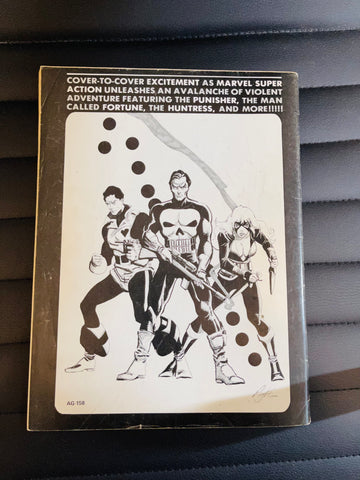 COVER-TO-COVER EXCITEMENT AS MARVEL SUPER
ACTION UNLEASHES AN AVALANCHE OF VIOLENT
ADVENTURE FEATURING THE PUNISHER, THE MAN
CALLED FORTUNE, THE HUNTRESS, AND MORE!!!!!
AG 158